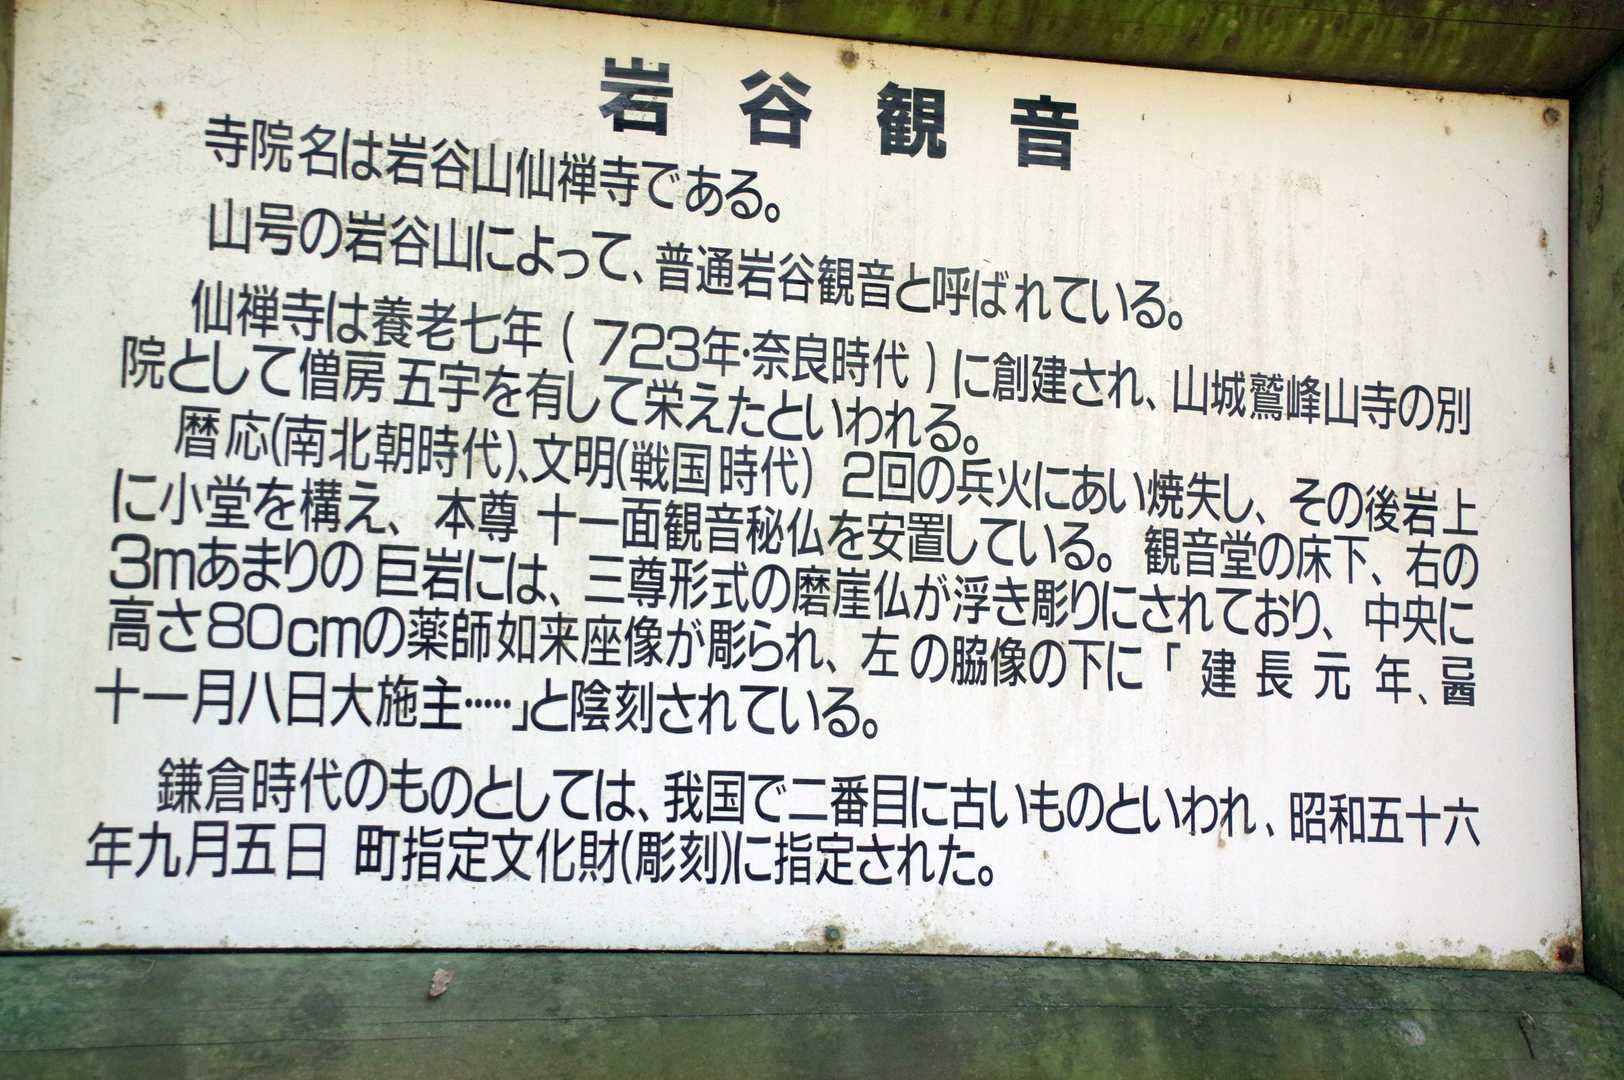 岩谷観音
寺院名は岩谷山仙禅寺である。
山号の岩谷山によって、普通岩谷観音と呼ばれている。
仙禅寺は養老七年(723年・奈良時代)に創建され、山城鷲峰山寺の別
院として僧房五宇を有して栄えたといわれる。
暦応(南北朝時代)、文明(戦国時代)2回の兵火にあい焼失し、その後岩上
に小堂を構え、本尊十一面観音秘仏を安置している。観音堂の床下、右の
3mあまりの巨岩には、三尊形式の磨崖仏が浮き彫りにされており、中央に
高さ80cmの薬師如来座像が彫られ、左の脇像の下に「建長元年、己酉
十一月八日大施主……」と陰刻されている。
鎌倉時代のものとしては、我国で二番目に古いものといわれ、昭和五十六
年九月五日 町指定文化財(彫刻)に指定された。